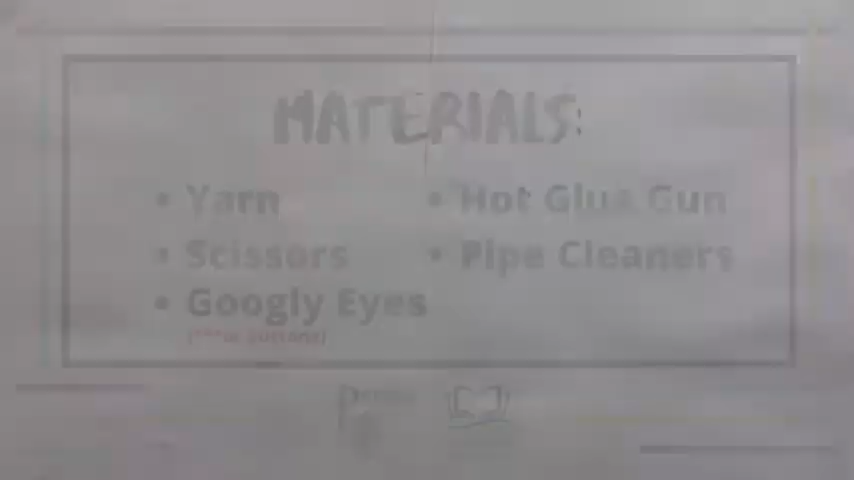 MATERIALS:
• Yarn
• Scissors
• Googly Eyes
• Hot Glue Gun
• Pipe Cleaners